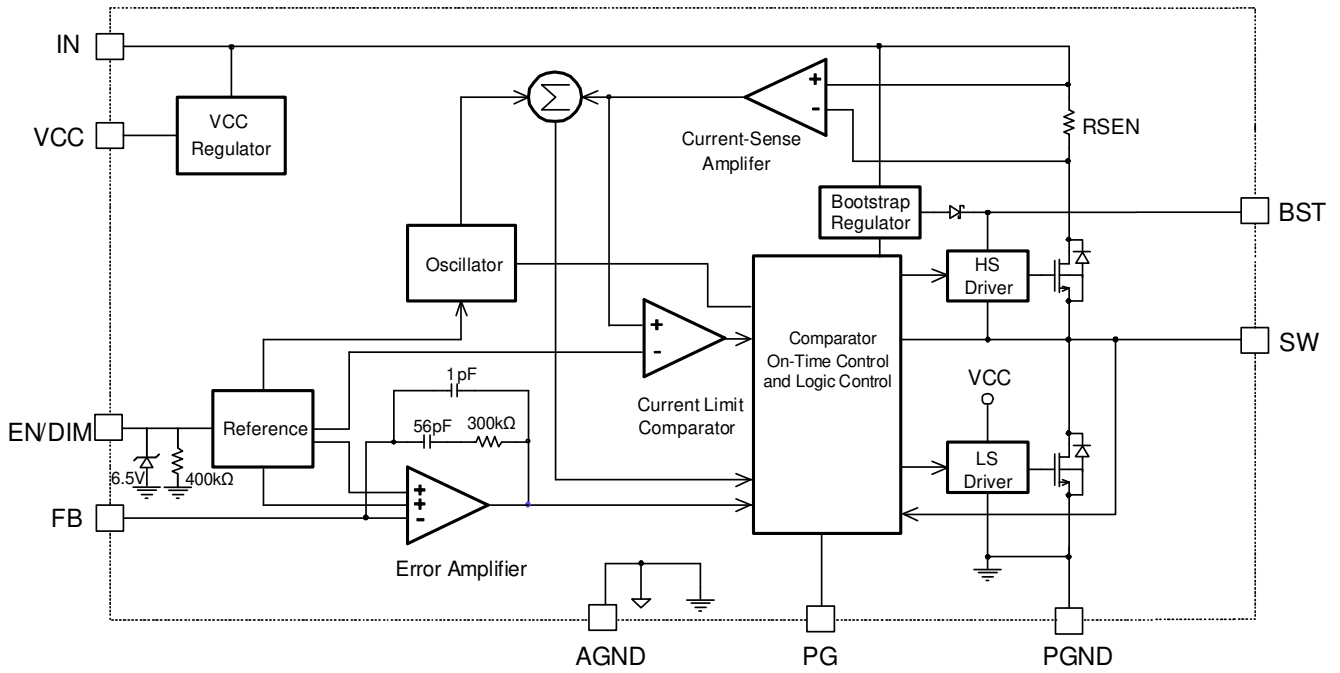 IN
VCC
VCC
Regulator
Σ
+
-
Current-Sense
Amplifer
RSEN
Bootstrap
Regulator
BST
Oscillator
HS
Driver
+
-
Current Limit
Comparator
Comparator
On-Time Control
and Logic Control
SW
VCC
1pF
56pF
300kΩ
EN/DIM
Reference
6.5V
400kΩ
LS
Driver
FB
+
+
-
Error Amplifier
AGND
PG
PGND